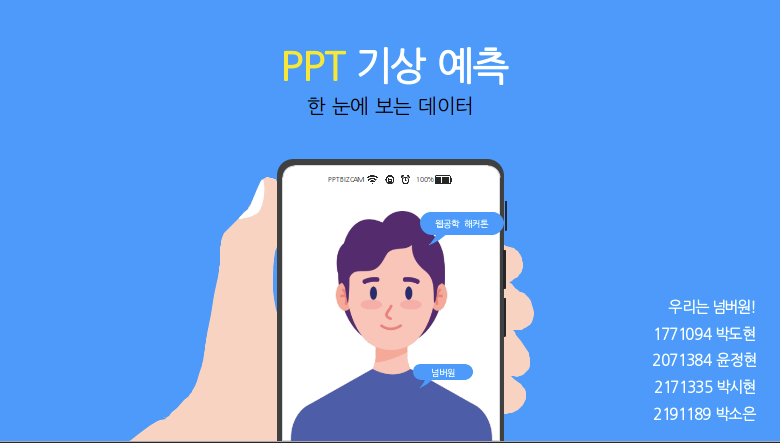 PPT 기상 예측
한 눈에 보는 데이터
PPTBIZCAM
100%
웹공학 해커톤
넘버원
우리는 넘버원!
1771094 박도현
2071384 윤정현
2171335 박시현
2191189 박소은